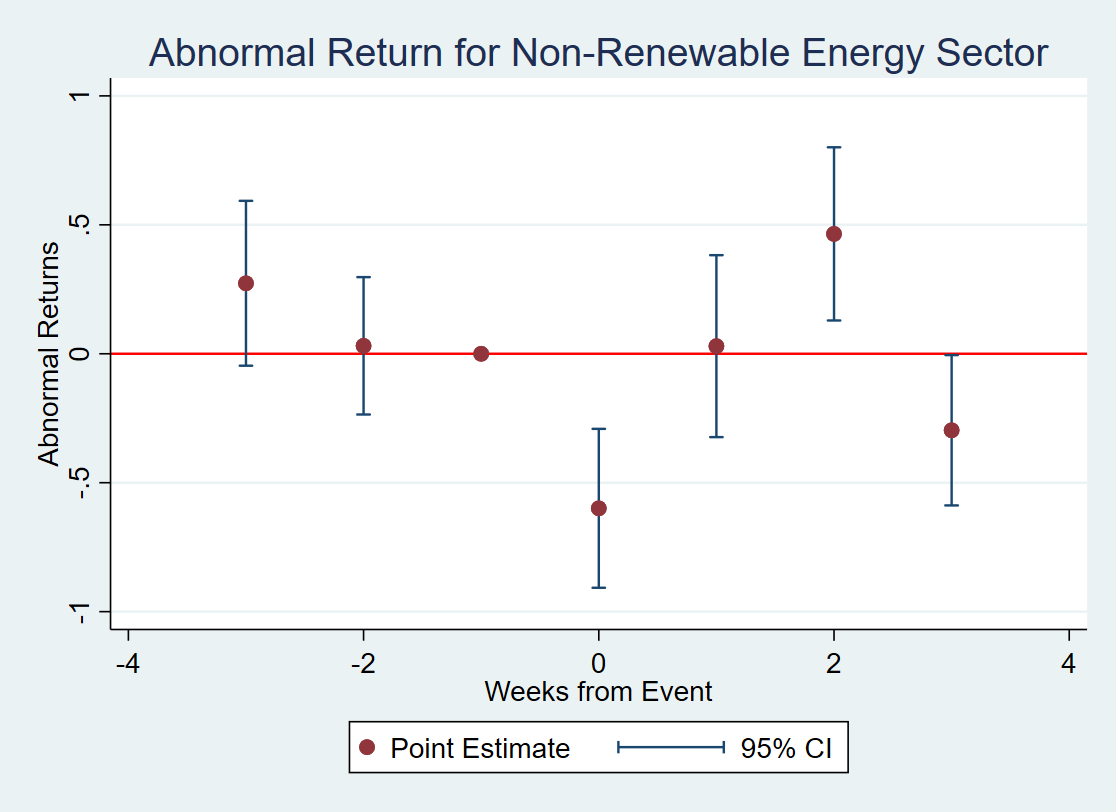 Abnormal Return for Non-Renewable Energy Sector
Abnormal Returns
1
.5
0
-.5
-1
-4 -2 0 2 4
Weeks from Event
Point Estimate 95% CI